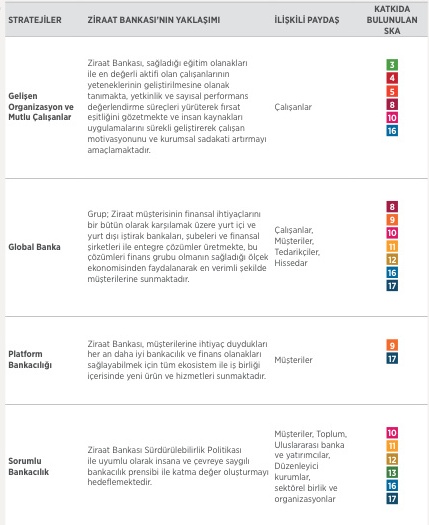 STRATEJİLER
ZİRAAT BANKASI'NIN YAKLAŞIMI
İLİŞKİLİ PAYDAŞ
KATKIDA
BULUNULAN
SKA
Gelişen
Organizasyon ve
Mutlu Çalışanlar
Ziraat Bankası, sağladığı eğitim olanakları
ile en değerli aktifi olan çalışanlarının
yeteneklerinin geliştirilmesine olanak
tanımakta, yetkinlik ve sayısal performans
değerlendirme süreçleri yürüterek fırsat
eşitliğini gözetmekte ve insan kaynakları
uygulamalarını sürekli geliştirerek çalışan
motivasyonunu ve kurumsal sadakati artırmayı
amaçlamaktadır.
Çalışanlar
3
4
5
8
10
16
Global Banka
Grup; Ziraat müşterisinin finansal ihtiyaçlarını
bir bütün olarak karşılamak üzere yurt içi ve
yurt dışı iştirak bankaları, şubeleri ve finansal
şirketleri ile entegre çözümler üretmekte, bu
çözümleri finans grubu olmanın sağladığı ölçek
ekonomisinden faydalanarak en verimli şekilde
müşterilerine sunmaktadır.
Çalışanlar,
Müşteriler,
Tedarikçiler,
Hissedar
8
9
10
11
12
16
17
Platform
Bankacılığı
Ziraat Bankası, müşterilerine ihtiyaç duydukları
her an daha iyi bankacılık ve finans olanakları
sağlayabilmek için tüm ekosistem ile iş birliği
içerisinde yeni ürün ve hizmetleri sunmaktadır.
Müşteriler
9
17
Sorumlu
Bankacılık
Ziraat Bankası Sürdürülebilirlik Politikası
ile uyumlu olarak insana ve çevreye saygılı
bankacılık prensibi ile katma değer oluşturmayı
hedeflemektedir.
Müşteriler, Toplum,
Uluslararası banka
ve yatırımcılar,
Düzenleyici
kurumlar,
sektörel birlik ve
organizasyonlar
10
11
12
13
16
17